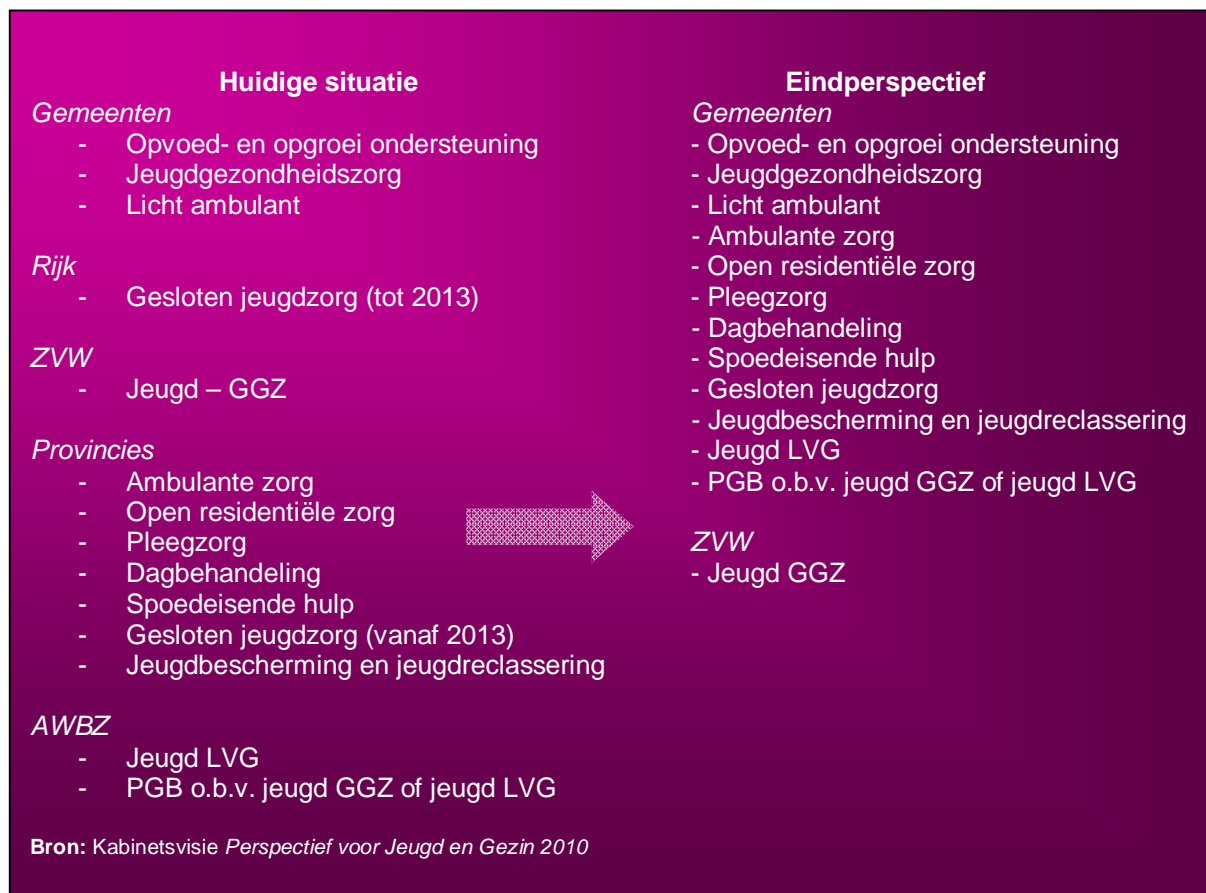 Huidige situatie
Gemeenten
- Opvoed- en opgroei ondersteuning
- Jeugdgezondheidszorg
- Licht ambulant
Rijk
- Gesloten jeugdzorg (tot 2013)
ZVW
- Jeugd – GGZ
Provincies
- Ambulante zorg
- Open residentiële zorg
- Pleegzorg
- Dagbehandeling
- Spoedeisende hulp
- Gesloten jeugdzorg (vanaf 2013)
- Jeugdbescherming en jeugdreclassering
AWBZ
- Jeugd LVG
- PGB o.b.v. jeugd GGZ of jeugd LVG
Eindperspectief
Gemeenten
- Opvoed- en opgroei ondersteuning
- Jeugdgezondheidszorg
- Licht ambulant
- Ambulante zorg
- Open residentiële zorg
- Pleegzorg
- Dagbehandeling
- Spoedeisende hulp
- Gesloten jeugdzorg
- Jeugdbescherming en jeugdreclassering
- Jeugd LVG
- PGB o.b.v. jeugd GGZ of jeugd LVG
ZVW
- Jeugd GGZ
Bron: Kabinetsvisie Perspectief voor Jeugd en Gezin 2010